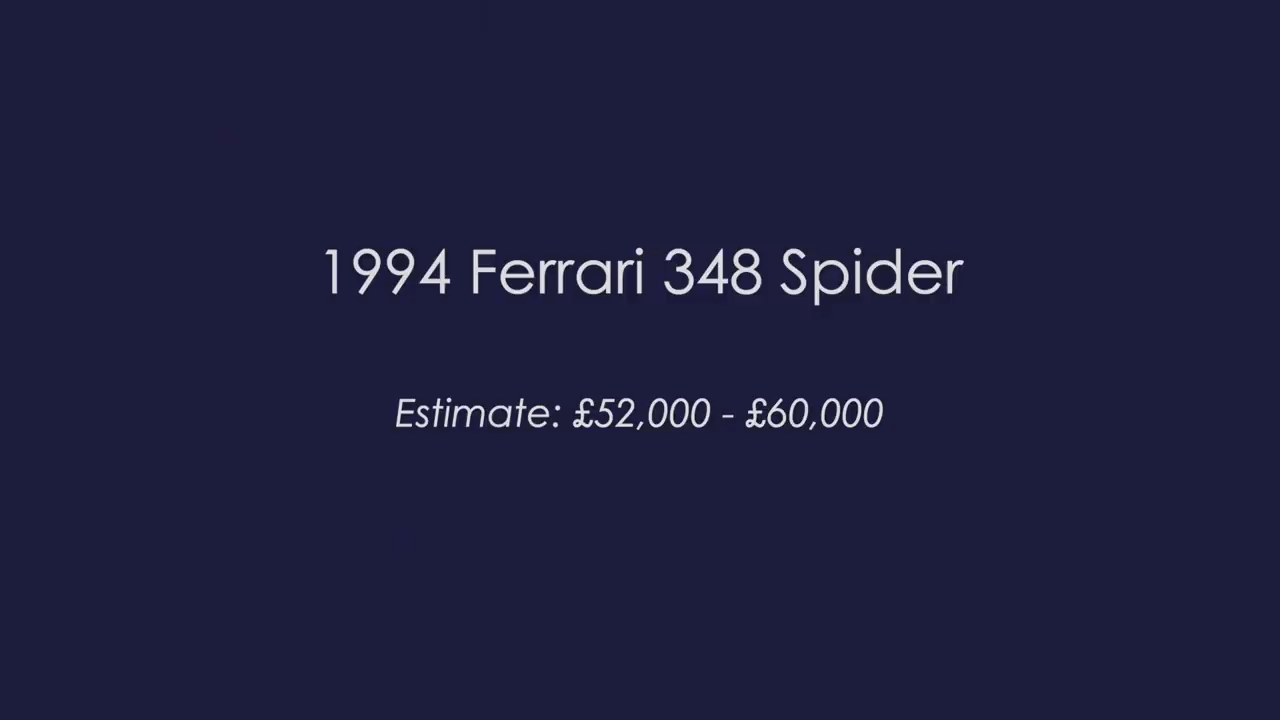 1994 Ferrari 348 Spider
Estimate: £52,000 - £60,000